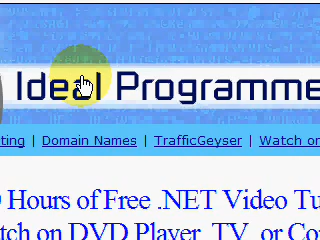 Ideal Programme
ting | Domain Names | TrafficGeyser | Watch on
Hours of Free .NET Video Tu
tch on DVD Player, TV, or Co